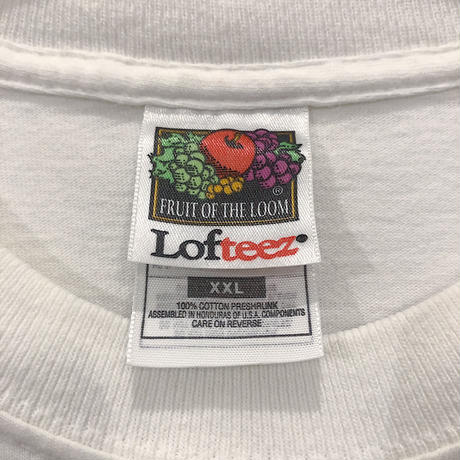 FRUIT OF THE LOOM ®
Lofteez
XXL
100% COTTON PRESHRUNK
ASSEMBLED IN HONDURAS OF U.S.A. COMPONENTS
CARE ON REVERSE